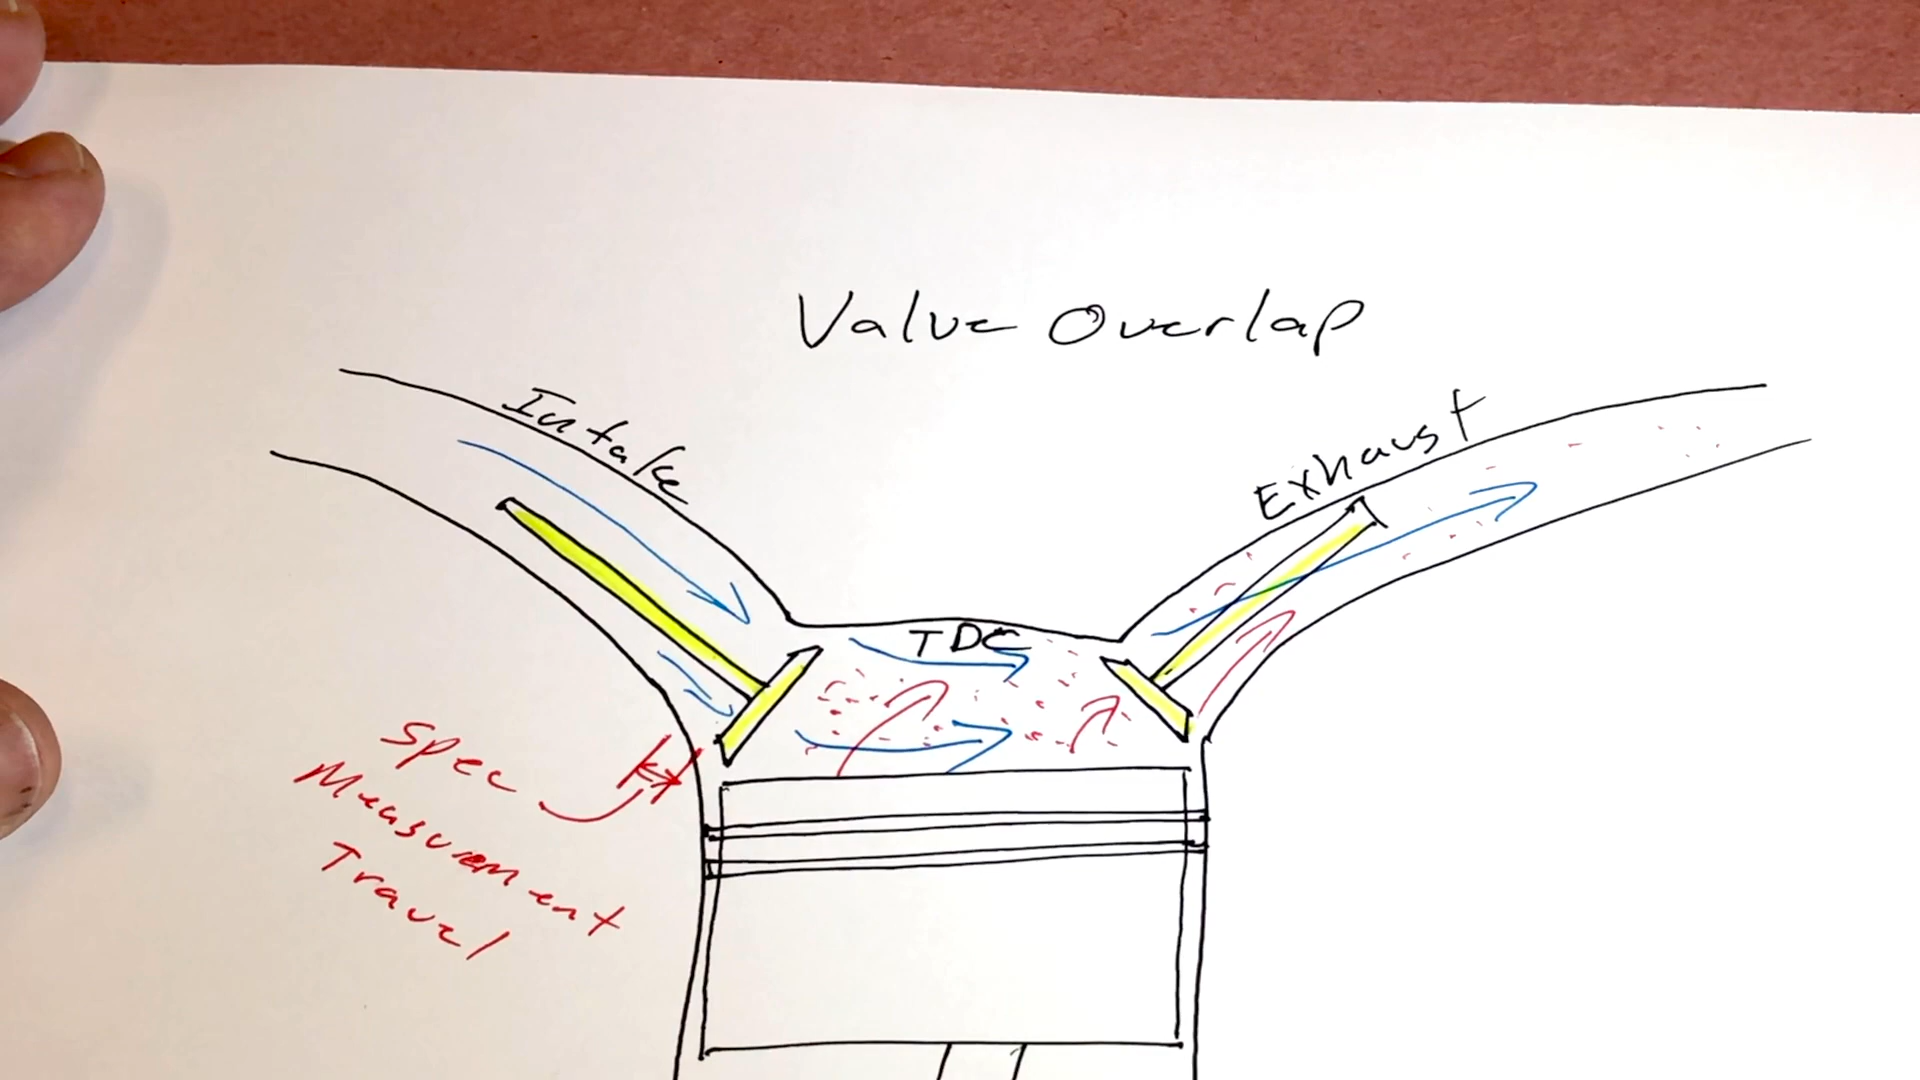 Valve Overlap
Intake
Exhaust
TDC
Spec
Measurement
Travel